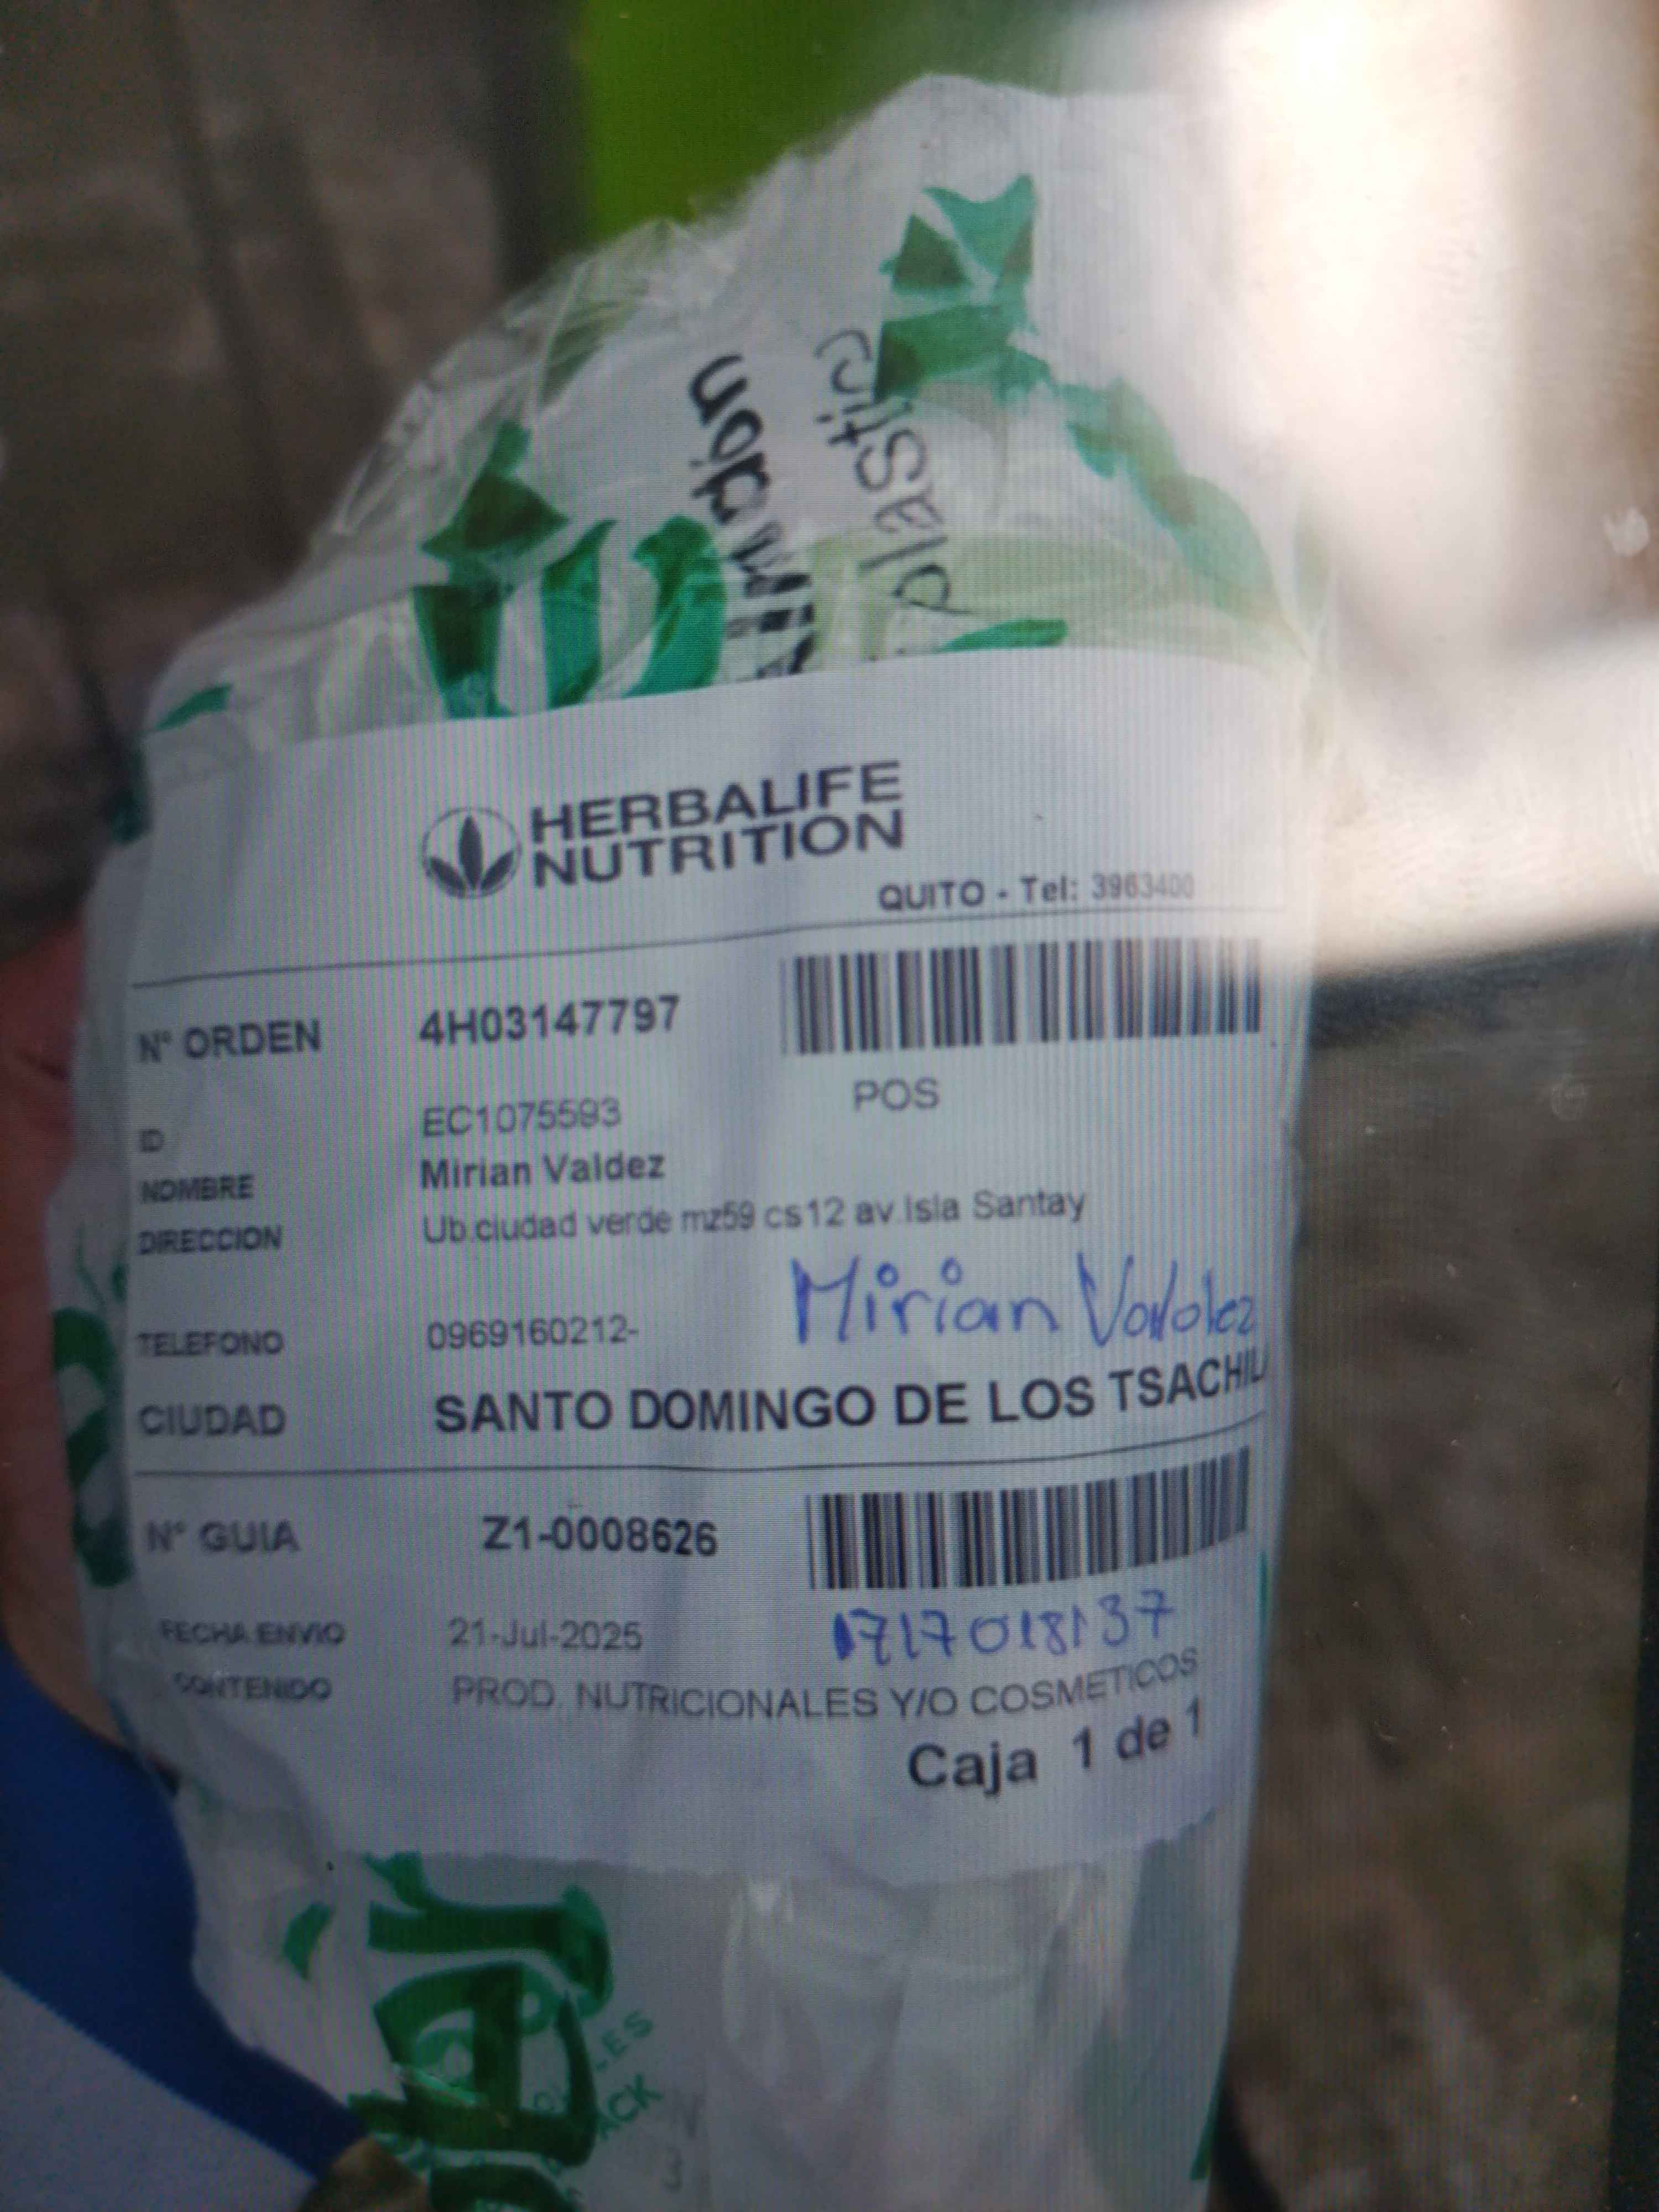 plastic
HERBALIFE
NUTRITION
QUITO - Tel: 3963400
N° ORDEN 4H03147797
POS
ID EC1075593
NOMBRE Mirian Valdez
DIRECCION Ub.ciudad verde mz59 cs12 av.Isla Santay
Mirian Valdez
TELEFONO 0969160212-
CIUDAD SANTO DOMINGO DE LOS TSACHIL
N° GUIA Z1-0008626
1717018137
FECHA ENVIO 21-Jul-2025
CONTENIDO PROD. NUTRICIONALES Y/O COSMETICOS
Caja 1 de 1